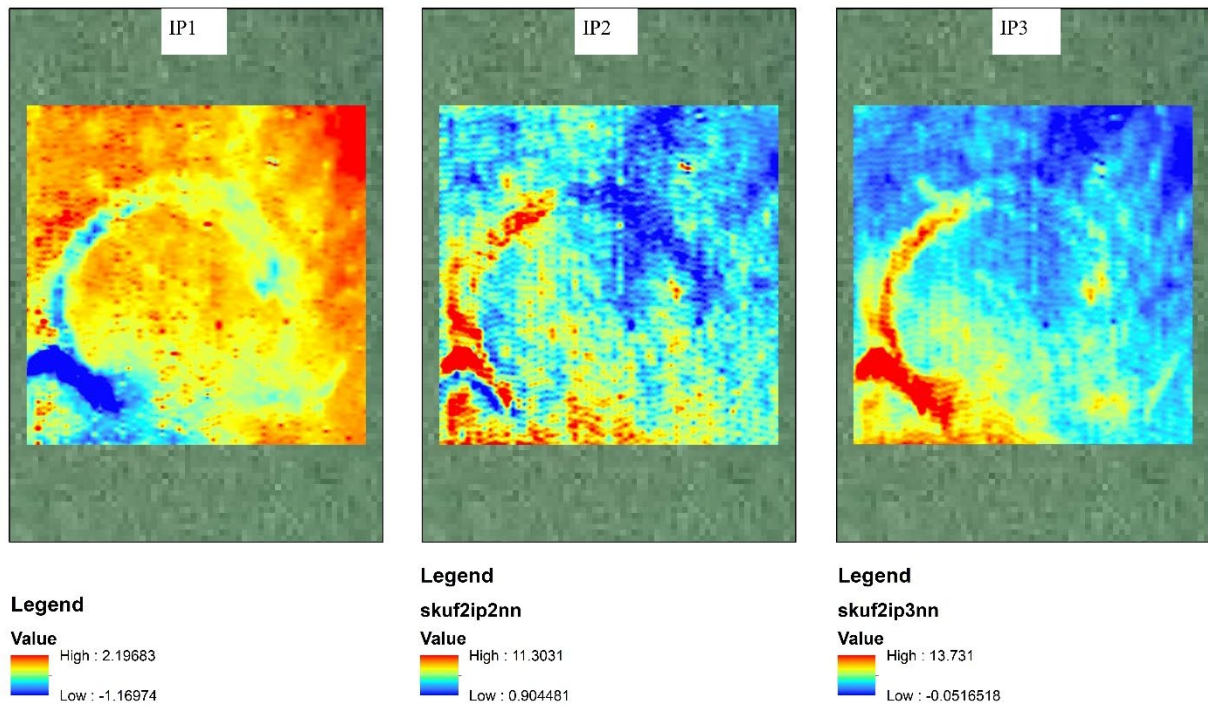 IP1
IP2
IP3
Legend
Value
High : 2.19683
Low : -1.16974
Legend
skuf2ip2nn
Value
High : 11.3031
Low : 0.904481
Legend
skuf2ip3nn
Value
High : 13.731
Low : -0.0516518